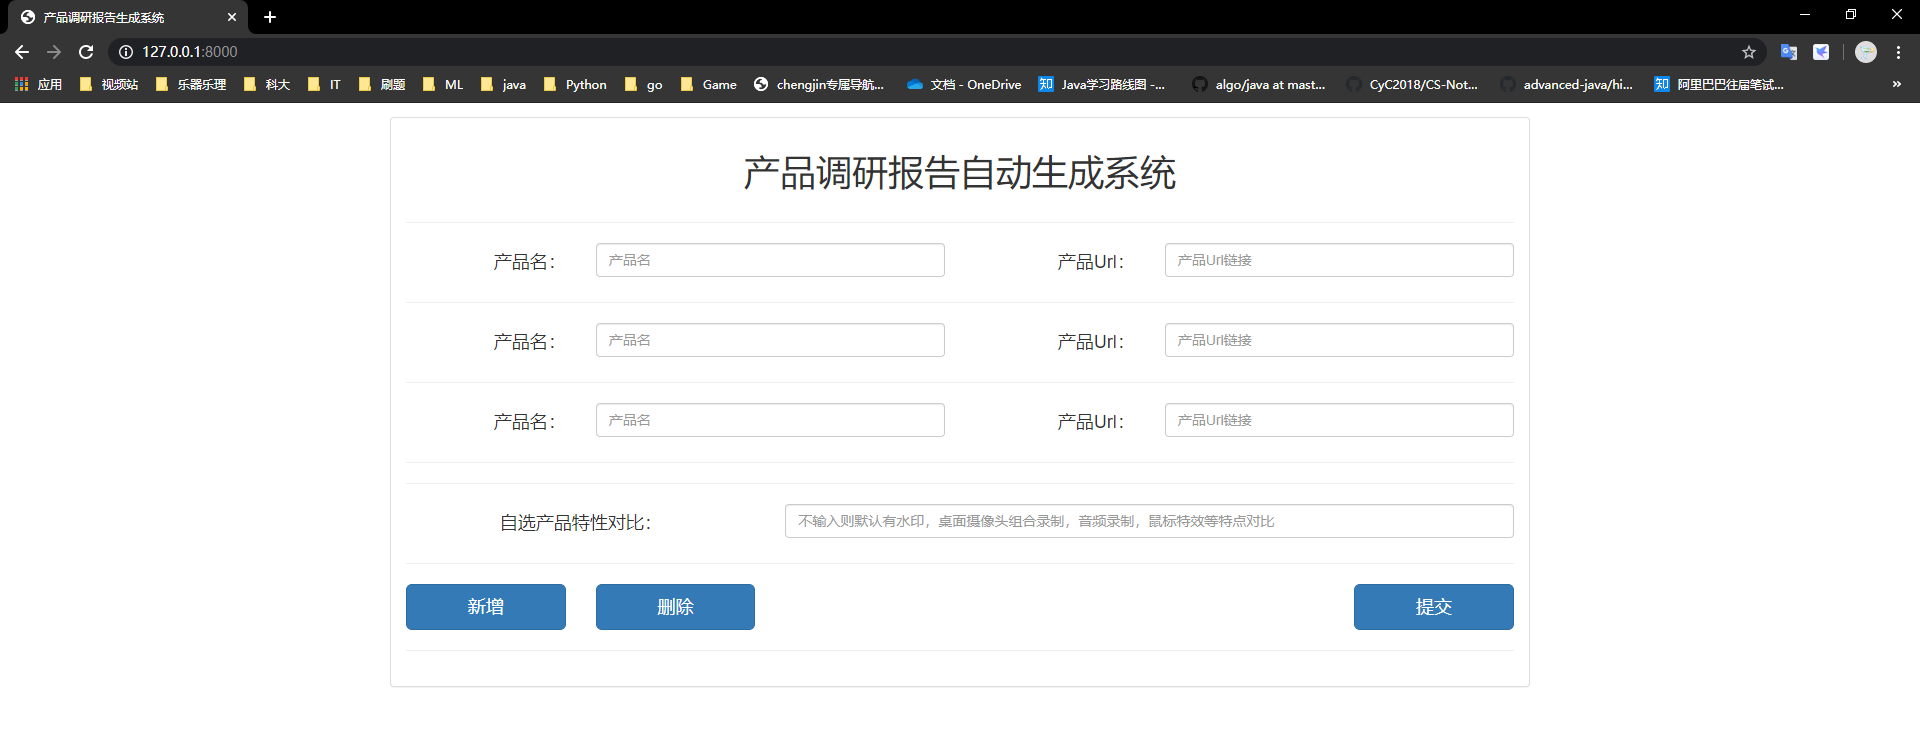 产品调研报告生成系统
127.0.0.1:8000
应用 视频站 乐器乐理 科大 IT 刷题 ML java Python go Game chengjin专属导航... 文档 - OneDrive 知 Java学习路线图 -... algo/java at mast... CyC2018/CS-Not... advanced-java/hi... 知 阿里巴巴往届笔试... »
产品调研报告自动生成系统
产品名： 产品名 产品Url： 产品Url链接
产品名： 产品名 产品Url： 产品Url链接
产品名： 产品名 产品Url： 产品Url链接
自选产品特性对比： 不输入则默认有水印，桌面摄像头组合录制，音频录制，鼠标特效等特点对比
新增 删除 提交